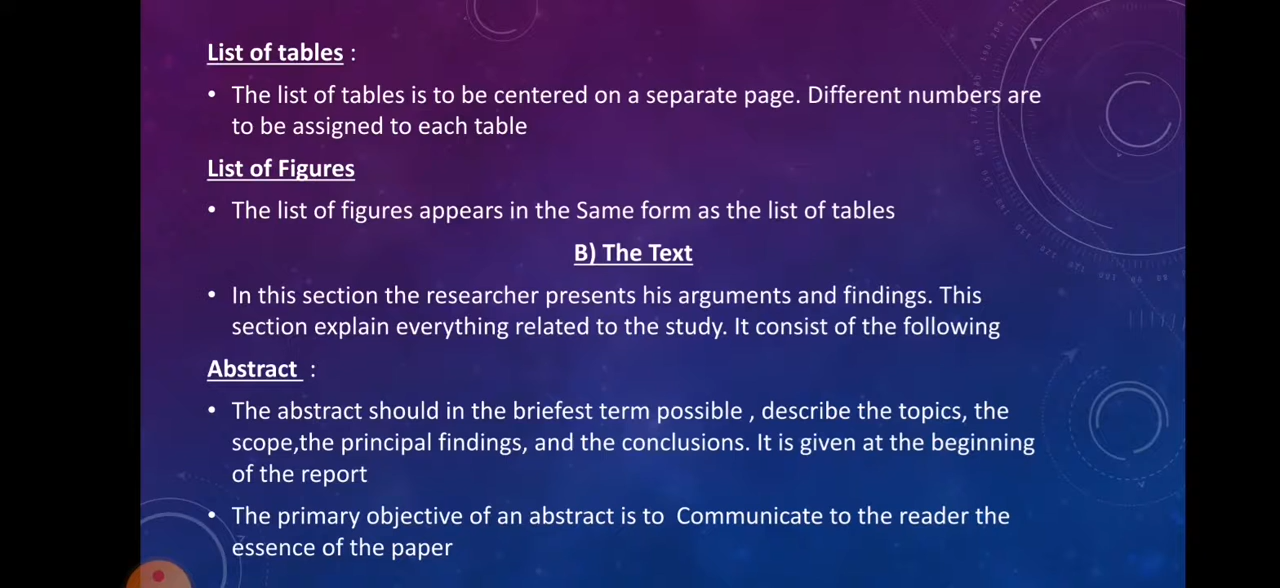 List of tables :
• The list of tables is to be centered on a separate page. Different numbers are
to be assigned to each table
List of Figures
• The list of figures appears in the Same form as the list of tables
B) The Text
• In this section the researcher presents his arguments and findings. This
section explain everything related to the study. It consist of the following
Abstract :
• The abstract should in the briefest term possible , describe the topics, the
scope,the principal findings, and the conclusions. It is given at the beginning
of the report
• The primary objective of an abstract is to Communicate to the reader the
essence of the paper